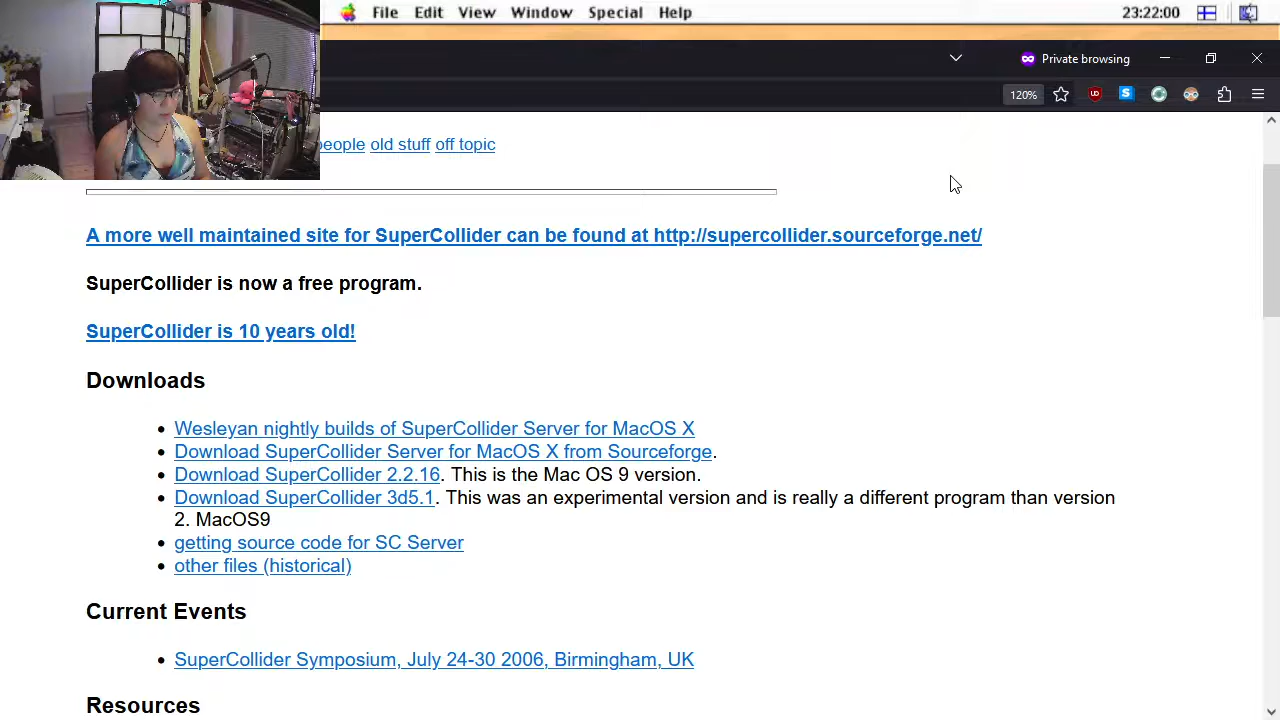 File Edit View Window Special Help 23:22:00
Private browsing
120%
people old stuff off topic
A more well maintained site for SuperCollider can be found at http://supercollider.sourceforge.net/
SuperCollider is now a free program.
SuperCollider is 10 years old!
Downloads
Wesleyan nightly builds of SuperCollider Server for MacOS X
Download SuperCollider Server for MacOS X from Sourceforge.
Download SuperCollider 2.2.16. This is the Mac OS 9 version.
Download SuperCollider 3d5.1. This was an experimental version and is really a different program than version
2. MacOS9
getting source code for SC Server
other files (historical)
Current Events
SuperCollider Symposium, July 24-30 2006, Birmingham, UK
Resources